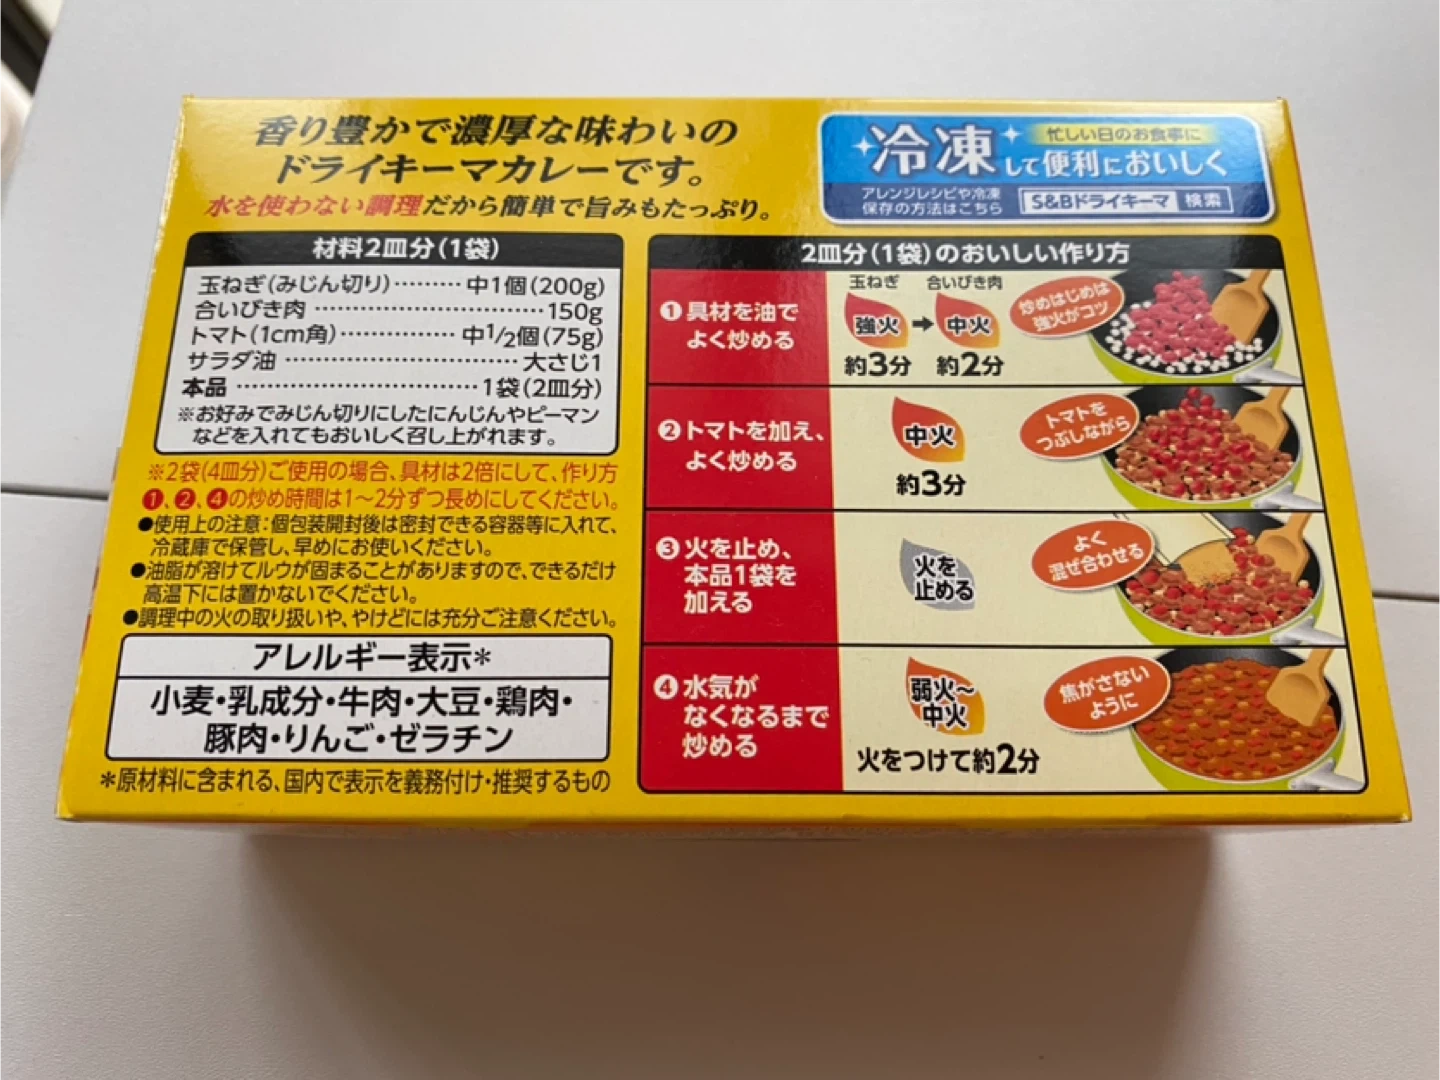 香り豊かで濃厚な味わいの
ドライキーマカレーです。
水を使わない調理だから簡単で旨みもたっぷり。
冷凍して便利においしく
忙しい日のお食事に
アレンジレシピや冷凍
保存の方法はこちら
S&Bドライキーマ 検索
材料2皿分(1袋)
玉ねぎ(みじん切り)………中1個(200g)
合いびき肉…………………………150g
トマト(1cm角)……………中1/2個(75g)
サラダ油………………………大さじ1
本品…………………………1袋(2皿分)
※お好みでみじん切りにしたにんじんやピーマン
などを入れてもおいしく召し上がれます。
※2袋(4皿分)ご使用の場合、具材は2倍にして、作り方
❶、❷、❹の炒め時間は1〜2分ずつ長めにしてください。
●使用上の注意:個包装開封後は密封できる容器等に入れて、
冷蔵庫で保管し、早めにお使いください。
●油脂が溶けてルウが固まることがありますので、できるだけ
高温下には置かないでください。
●調理中の火の取り扱いや、やけどには充分ご注意ください。
アレルギー表示*
小麦・乳成分・牛肉・大豆・鶏肉・
豚肉・りんご・ゼラチン
*原材料に含まれる、国内で表示を義務付け・推奨するもの
2皿分(1袋)のおいしい作り方
❶具材を油で
よく炒める
玉ねぎ 合いびき肉
強火➡中火
約3分 約2分
炒めはじめは
強火がコツ
❷トマトを加え、
よく炒める
中火
約3分
トマトを
つぶしながら
❸火を止め、
本品1袋を
加える
火を
止める
よく
混ぜ合わせる
❹水気が
なくなるまで
炒める
弱火〜
中火
火をつけて約2分
焦がさない
ように